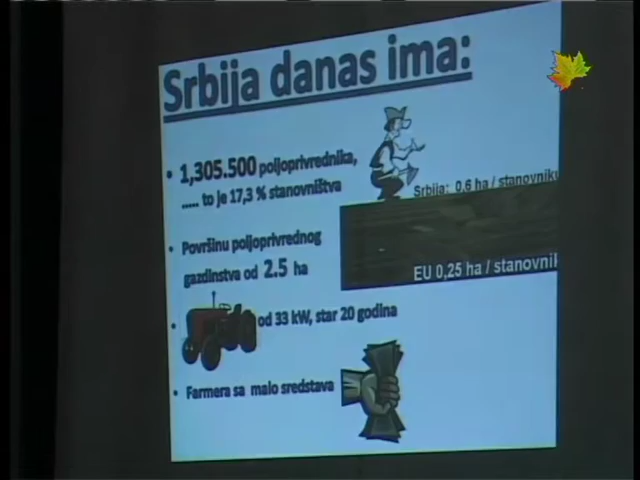 Srbija danas ima:
• 1,305.500 poljoprivrednika,
..... to je 17,3 % stanovništva
Srbija: 0,6 ha / stanovniku
• Površinu poljoprivrednog
gazdinstva od 2.5 ha
EU 0,25 ha / stanovnik
• od 33 kW, star 20 godina
• Farmera sa malo sredstava